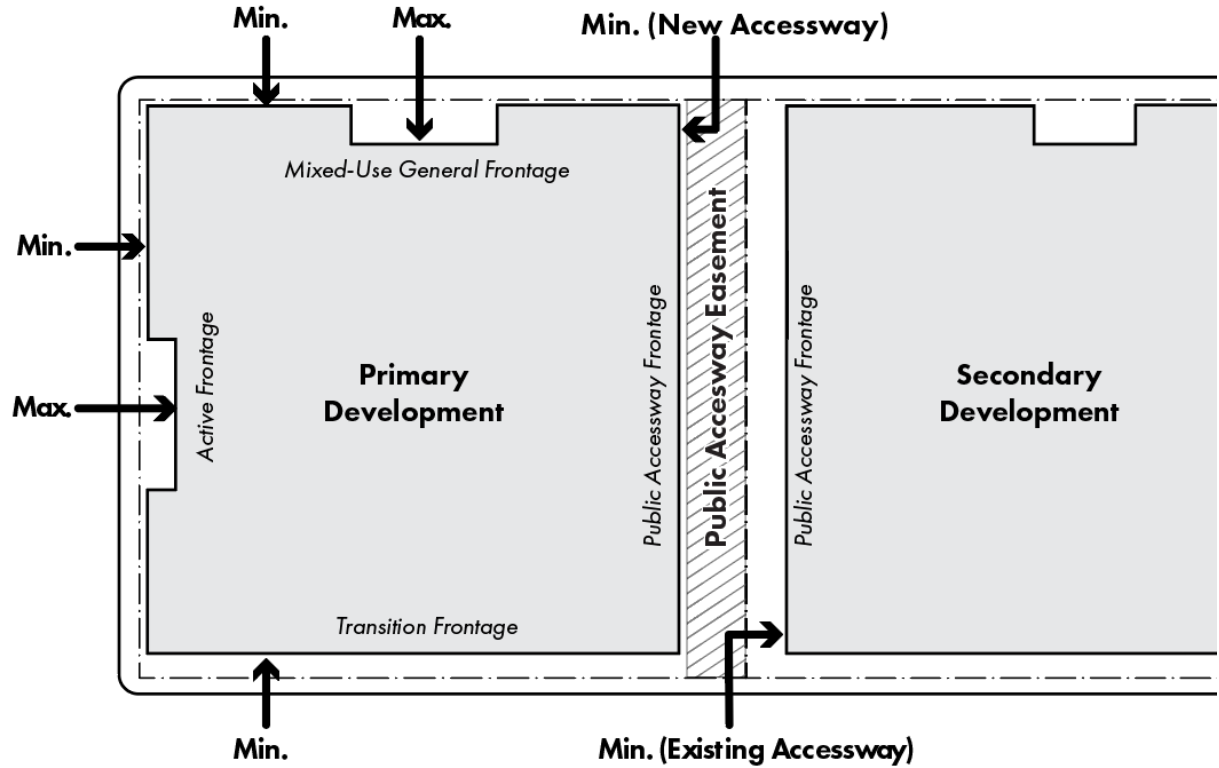 Min.
Max.
Min. (New Accessway)
Mixed-Use General Frontage
Min.
Max.
Active Frontage
Primary
Development
Public Accessway Frontage
Public Accessway Easement
Public Accessway Frontage
Secondary
Development
Transition Frontage
Min.
Min. (Existing Accessway)